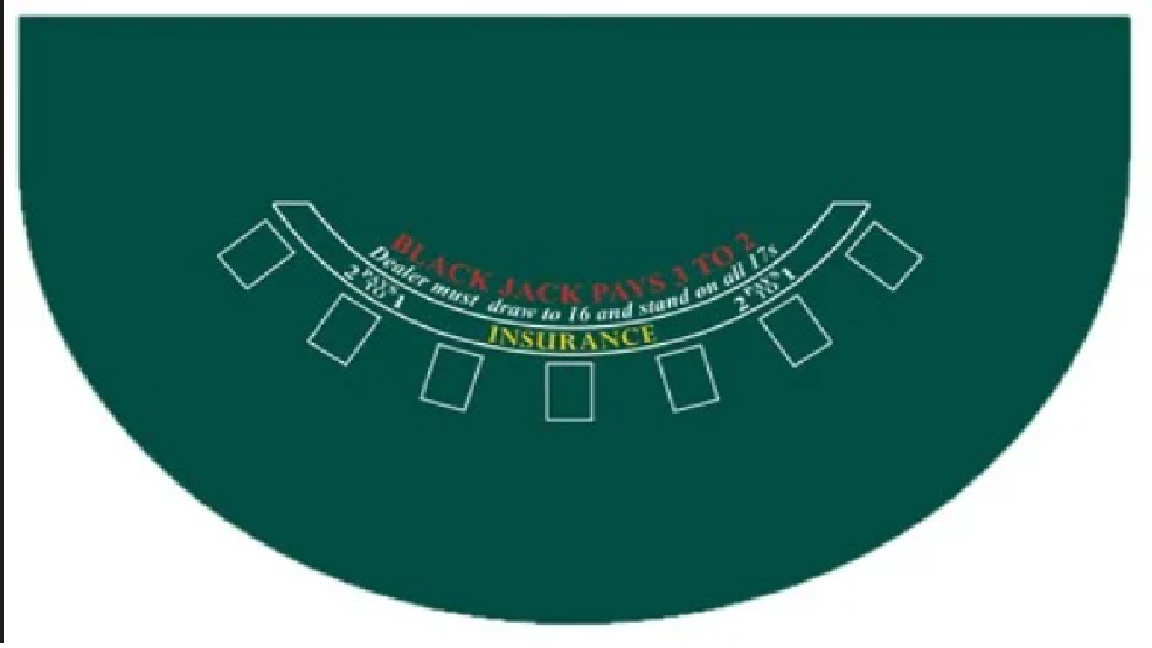 BLACK JACK PAYS 3 TO 2
Dealer must draw to 16 and stand on all 17s
2 PAYS TO 1
INSURANCE
2 PAYS TO 1